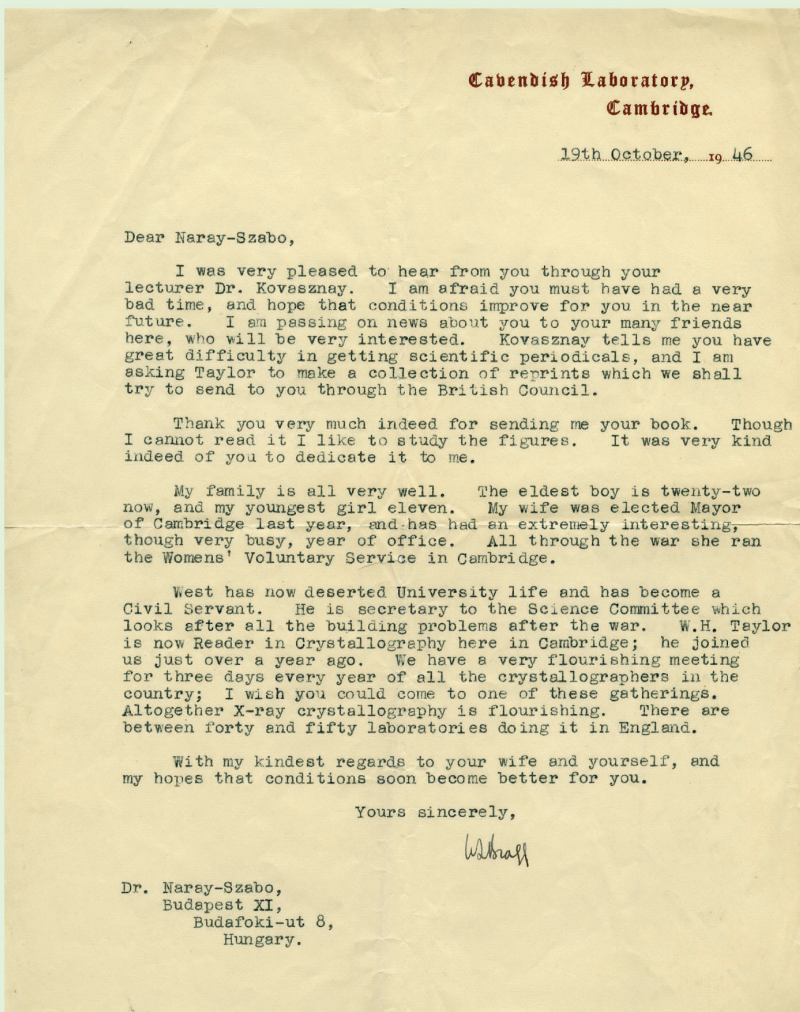 Cavendish Laboratory,
Cambridge.
19th October, 1946
Dear Naray-Szabo,
I was very pleased to hear from you through your
lecturer Dr. Kovasznay. I am afraid you must have had a very
bad time, and hope that conditions improve for you in the near
future. I am passing on news about you to your many friends
here, who will be very interested. Kovasznay tells me you have
great difficulty in getting scientific periodicals, and I am
asking Taylor to make a collection of reprints which we shall
try to send to you through the British Council.
Thank you very much indeed for sending me your book. Though
I cannot read it I like to study the figures. It was very kind
indeed of you to dedicate it to me.
My family is all very well. The eldest boy is twenty-two
now, and my youngest girl eleven. My wife was elected Mayor
of Cambridge last year, and has had an extremely interesting,
though very busy, year of office. All through the war she ran
the Womens' Voluntary Service in Cambridge.
West has now deserted University life and has become a
Civil Servant. He is secretary to the Science Committee which
looks after all the building problems after the war. W.H. Taylor
is now Reader in Crystallography here in Cambridge; he joined
us just over a year ago. We have a very flourishing meeting
for three days every year of all the crystallographers in the
country; I wish you could come to one of these gatherings.
Altogether X-ray crystallography is flourishing. There are
between forty and fifty laboratories doing it in England.
With my kindest regards to your wife and yourself, and
my hopes that conditions soon become better for you.
Yours sincerely,
WLBragg
Dr. Naray-Szabo,
Budapest XI,
Budafoki-ut 8,
Hungary.